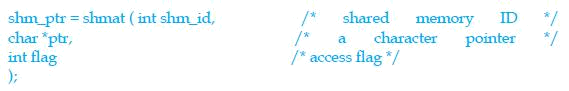 shm_ptr = shmat ( int shm_id, /* shared memory ID */
char *ptr, /* a character pointer */
int flag /* access flag */
);